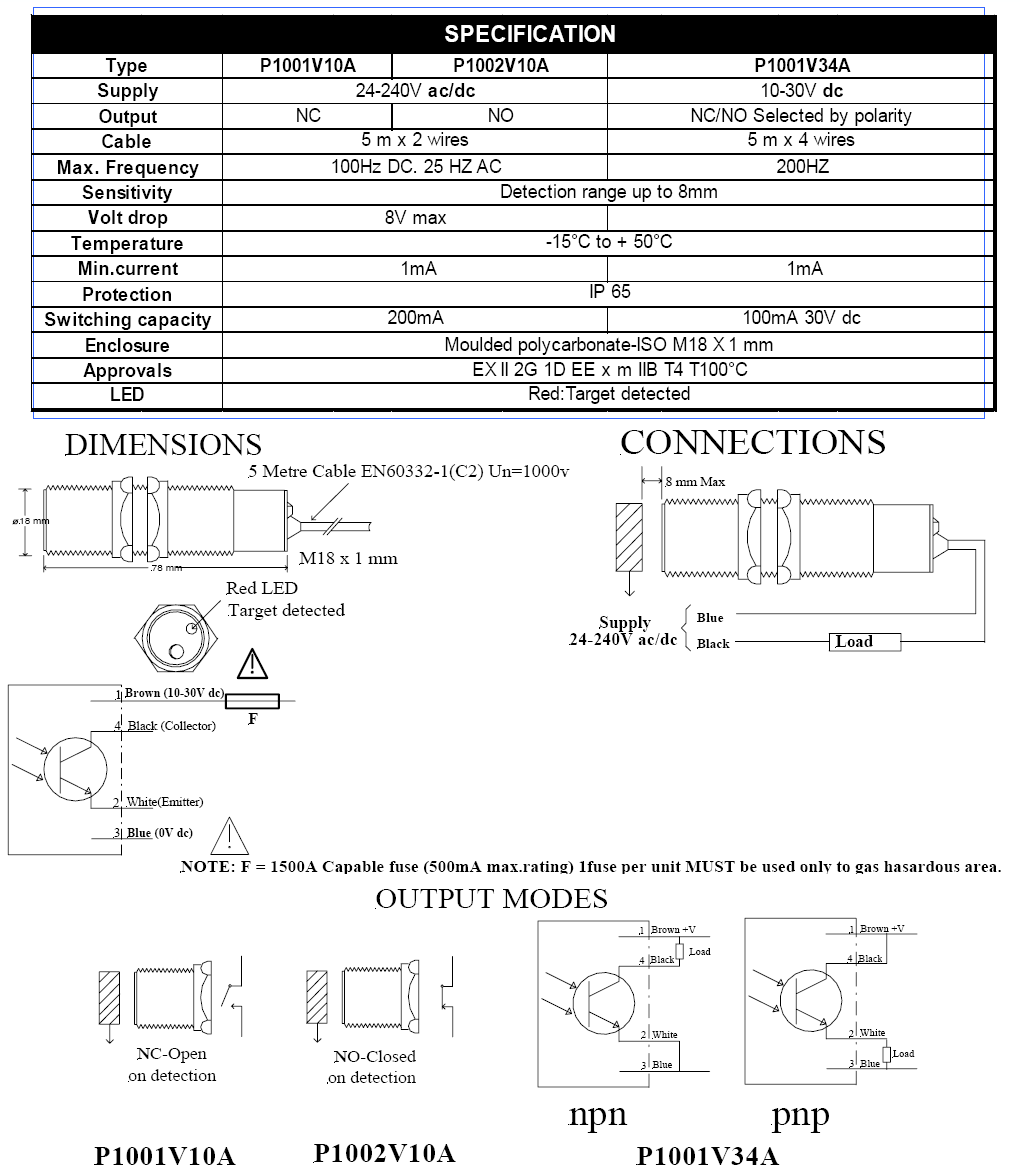 SPECIFICATION
Type P1001V10A P1002V10A P1001V34A
Supply 24-240V ac/dc 10-30V dc
Output NC NO NC/NO Selected by polarity
Cable 5 m x 2 wires 5 m x 4 wires
Max. Frequency 100Hz DC. 25 HZ AC 200HZ
Sensitivity Detection range up to 8mm
Volt drop 8V max
Temperature -15°C to + 50°C
Min.current 1mA 1mA
Protection IP 65
Switching capacity 200mA 100mA 30V dc
Enclosure Moulded polycarbonate-ISO M18 X 1 mm
Approvals EX II 2G 1D EE x m IIB T4 T100°C
LED Red:Target detected
DIMENSIONS
5 Metre Cable EN60332-1(C2) Un=1000v
ø.18 mm
M18 x 1 mm
.78 mm
Red LED
Target detected
CONNECTIONS
8 mm Max
Supply
24-240V ac/dc
Blue
Black
Load
1 Brown (10-30V dc)
F
4 Black (Collector)
2 White(Emitter)
3 Blue (0V dc)
NOTE: F = 1500A Capable fuse (500mA max.rating) 1fuse per unit MUST be used only to gas hasardous area.
OUTPUT MODES
NC-Open
on detection
P1001V10A
NO-Closed
on detection
P1002V10A
1 Brown +V
Load
4 Black
2 White
3 Blue
npn
1 Brown +V
4 Black
2 White
Load
3 Blue
pnp
P1001V34A